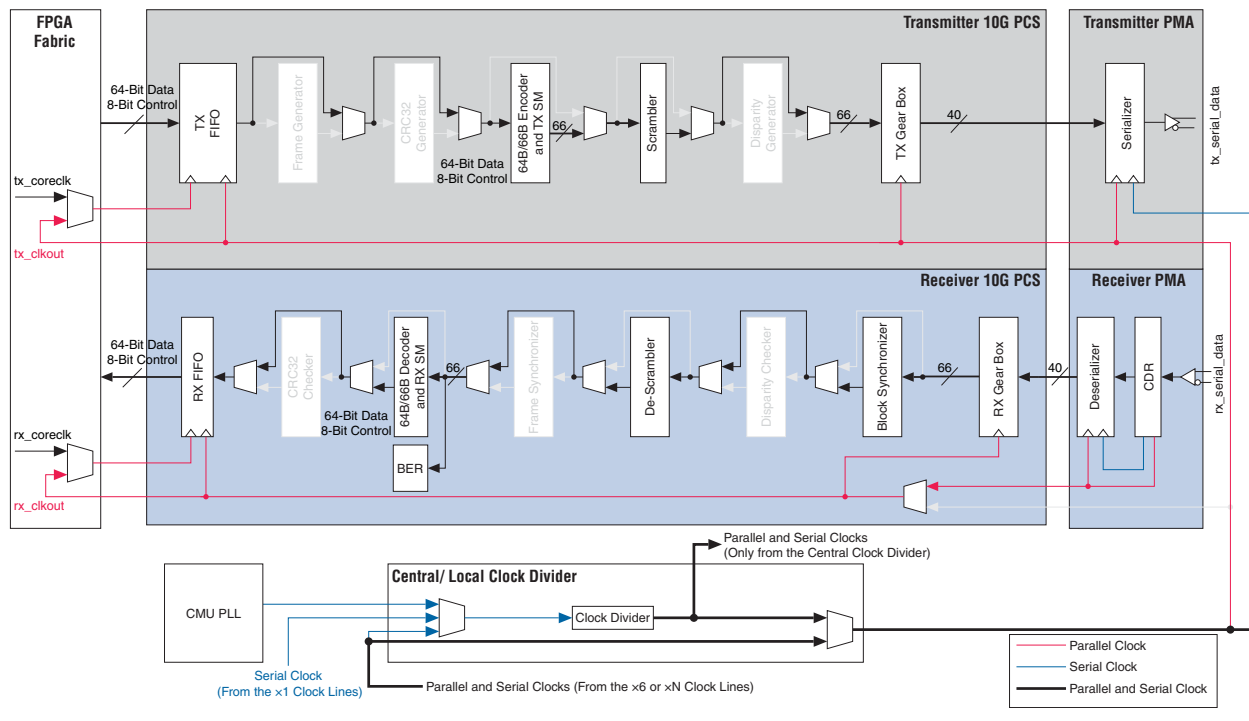 FPGA
Fabric
Transmitter 10G PCS
Transmitter PMA
64-Bit Data
8-Bit Control
TX
FIFO
Frame Generator
CRC32
Generator
64B/66B Encoder
and TX SM
66
64-Bit Data
8-Bit Control
Scrambler
Disparity
Generator
66
TX Gear Box
40
Serializer
tx_serial_data
tx_coreclk
tx_clkout
Receiver 10G PCS
Receiver PMA
64-Bit Data
8-Bit Control
RX FIFO
CRC32
Checker
64B/66B Decoder
and RX SM
66
64-Bit Data
8-Bit Control
BER
Frame Synchronizer
De-Scrambler
Disparity Checker
Block Synchronizer
66
RX Gear Box
40
Deserializer
CDR
rx_serial_data
rx_coreclk
rx_clkout
Parallel and Serial Clocks
(Only from the Central Clock Divider)
Central/ Local Clock Divider
CMU PLL
Clock Divider
Serial Clock
(From the ×1 Clock Lines)
Parallel and Serial Clocks (From the ×6 or ×N Clock Lines)
Parallel Clock
Serial Clock
Parallel and Serial Clock